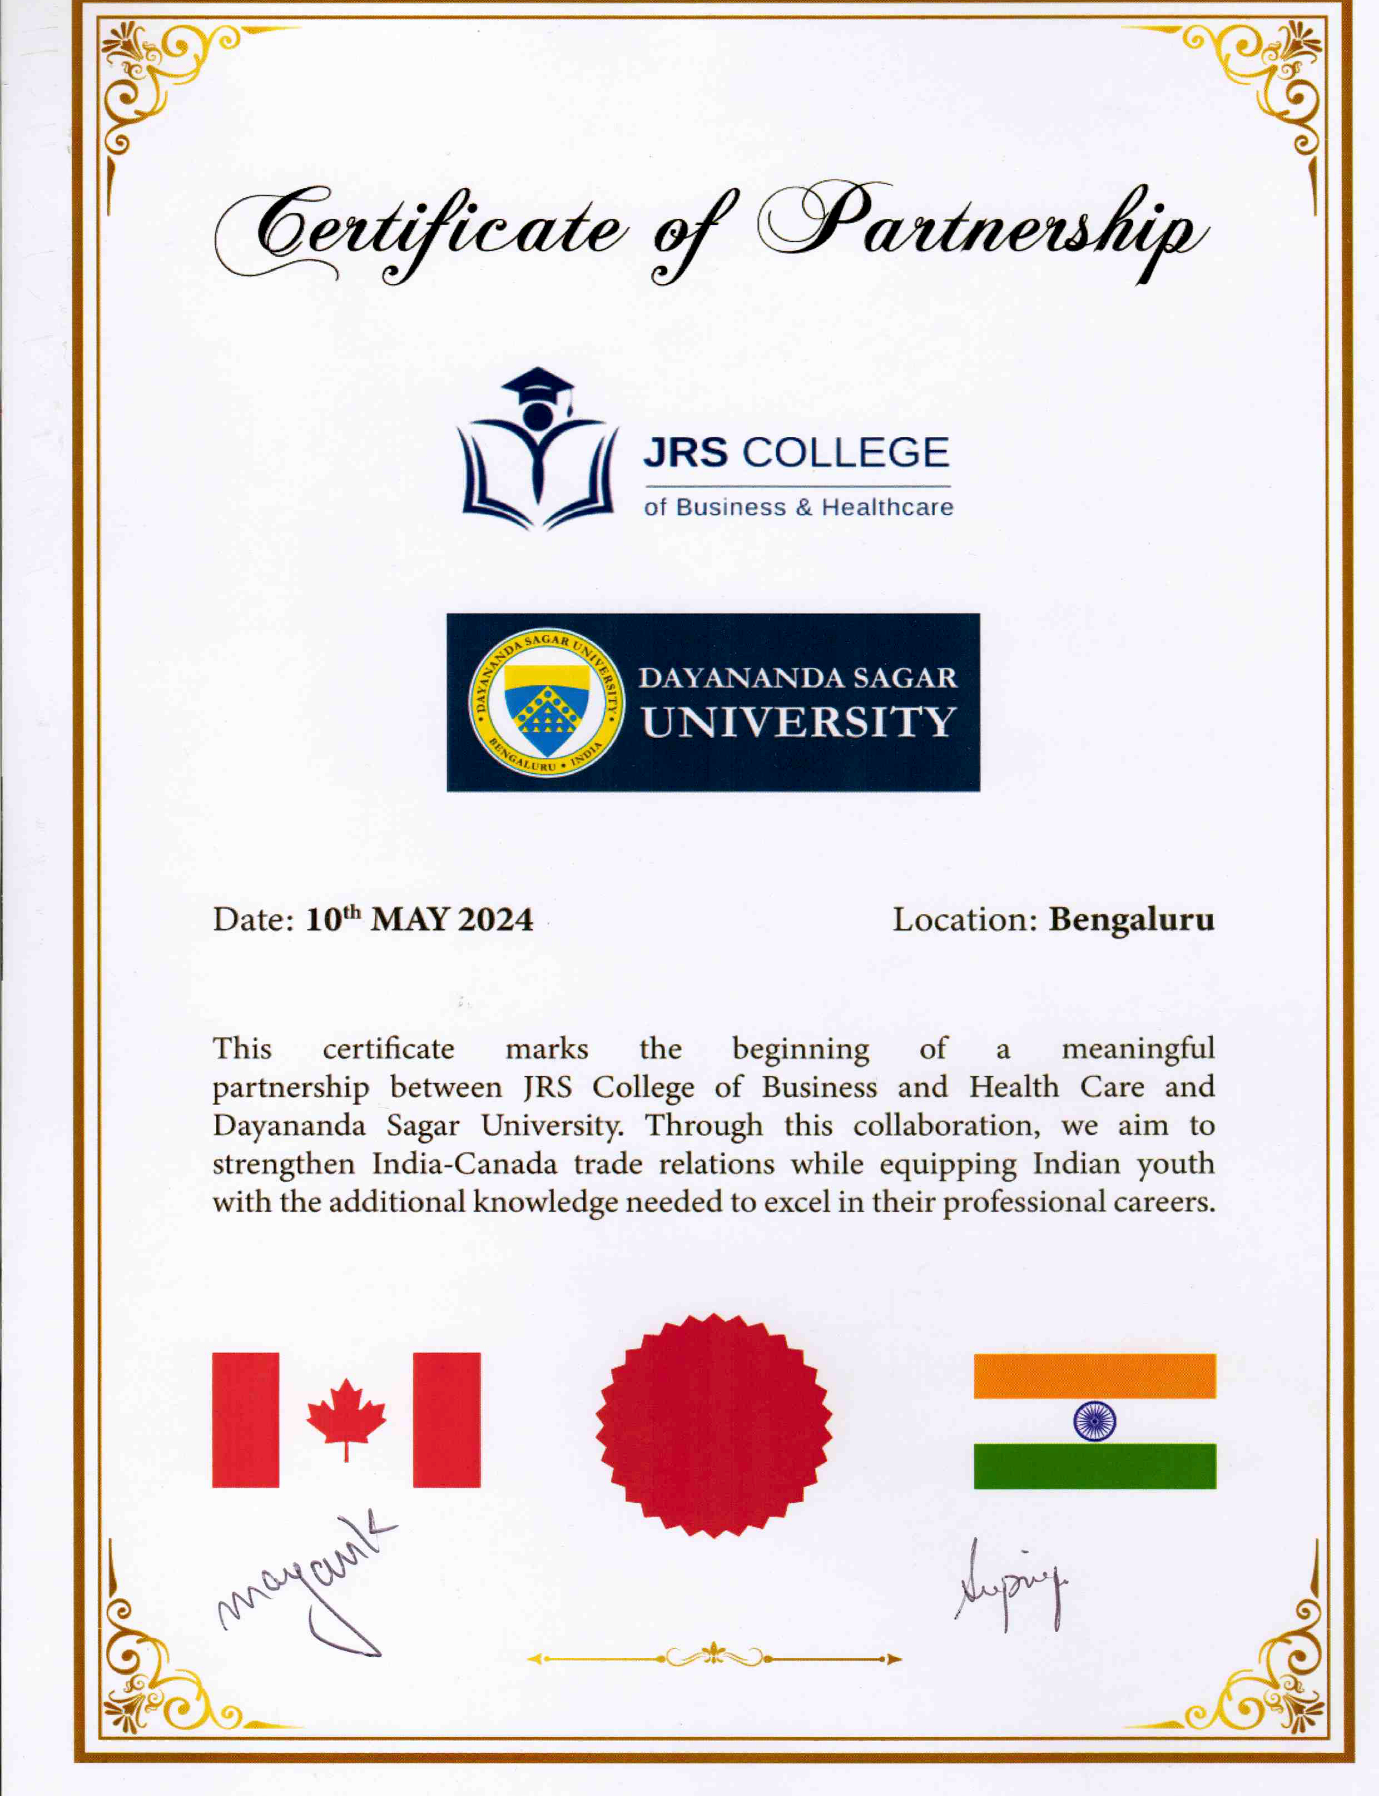 Certificate of Partnership
JRS COLLEGE
of Business & Healthcare
DAYANANDA SAGAR UNIVERSITY
BENGALURU • INDIA
DAYANANDA SAGAR
UNIVERSITY
Date: 10th MAY 2024
Location: Bengaluru
This certificate marks the beginning of a meaningful
partnership between JRS College of Business and Health Care and
Dayananda Sagar University. Through this collaboration, we aim to
strengthen India-Canada trade relations while equipping Indian youth
with the additional knowledge needed to excel in their professional careers.
mayank